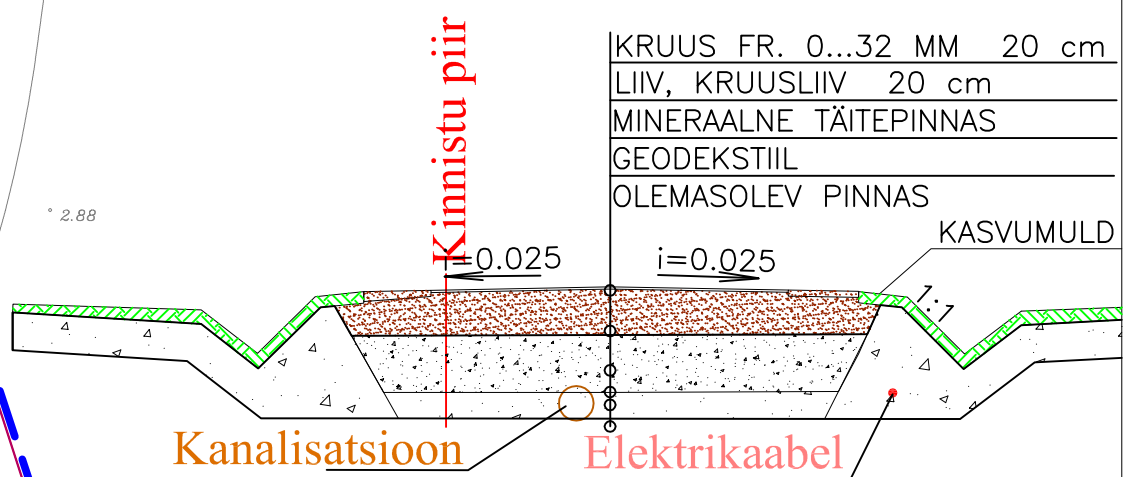 KRUUS FR. 0...32 MM 20 cm
LIIV, KRUUSLIIV 20 cm
MINERAALNE TÄITEPINNAS
GEODEKSTIIL
OLEMASOLEV PINNAS
KASVUMULD
Kinnistu piir
2.88
i=0.025
i=0.025
1:1
Kanalisatsioon
Elektrikaabel